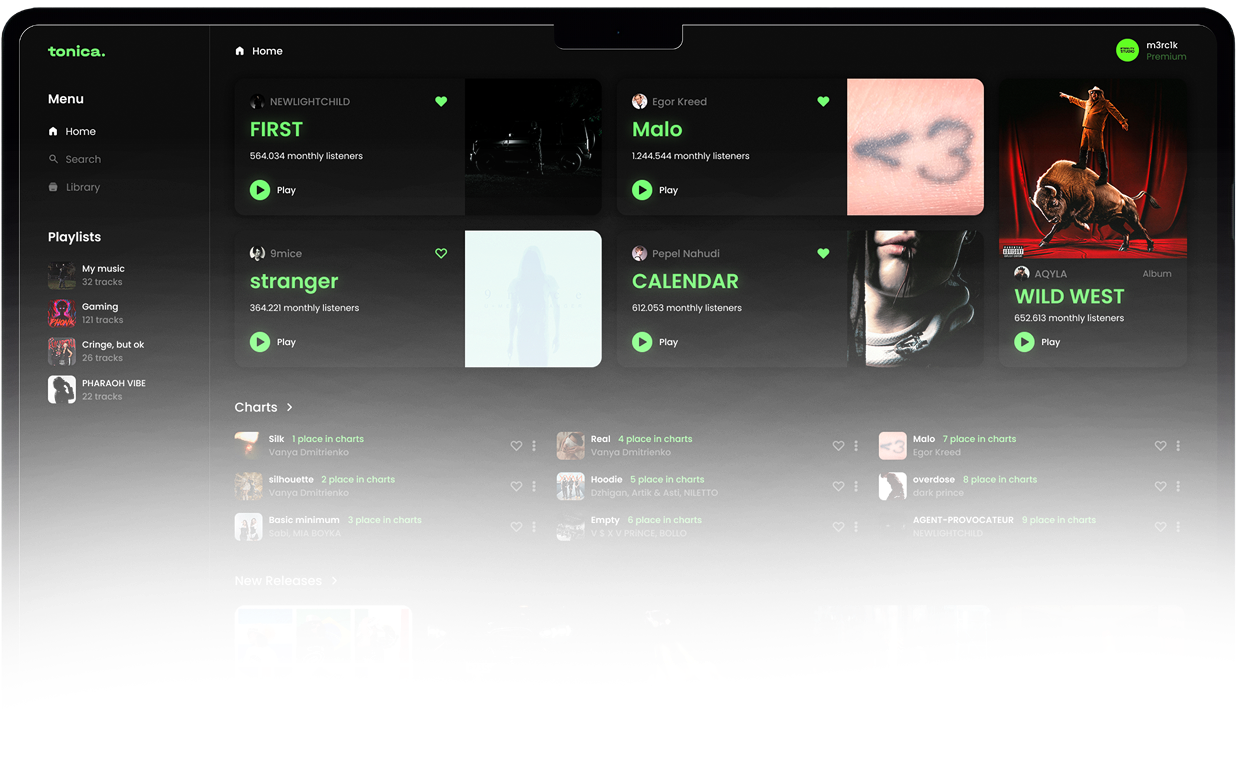 tonica.
Menu
Home
Search
Library
Playlists
My music
32 tracks
Gaming
121 tracks
Cringe, but ok
26 tracks
PHARAOH VIBE
22 tracks
Home
m3rc1k
Premium
NEWLIGHTCHILD
FIRST
564.034 monthly listeners
Play
Egor Kreed
Malo
1.244.544 monthly listeners
Play
<3
9mice
stranger
364.221 monthly listeners
Play
Pepel Nahudi
CALENDAR
612.053 monthly listeners
Play
AQYLA
Album
WILD WEST
652.613 monthly listeners
Play
Charts
Silk 1 place in charts
Vanya Dmitrienko
silhouette 2 place in charts
Vanya Dmitrienko
Basic minimum 3 place in charts
Sabi, MIA BOYKA
Real 4 place in charts
Vanya Dmitrienko
Hoodie 5 place in charts
Dzhigan, Artik & Asti, NILETTO
Empty 6 place in charts
V $ X V PRINCE, BOLLO
Malo 7 place in charts
Egor Kreed
overdose 8 place in charts
dark prince
AGENT-PROVOCATEUR 9 place in charts
NEWLIGHTCHILD
New Releases